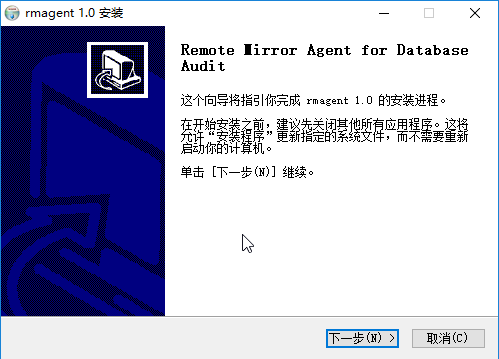 rmagent 1.0 安装
Remote Mirror Agent for Database
Audit
这个向导将指引你完成 rmagent 1.0 的安装进程。
在开始安装之前，建议先关闭其他所有应用程序。这将
允许“安装程序”更新指定的系统文件，而不需要重新
启动你的计算机。
单击 [下一步(N)] 继续。
下一步(N) >
取消(C)